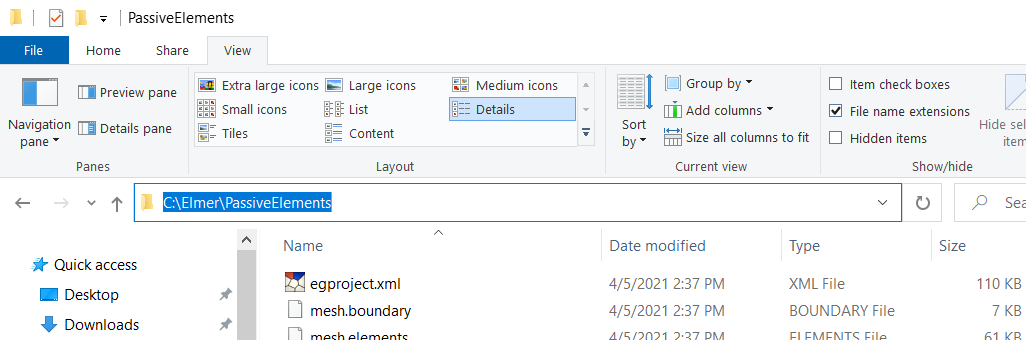 PassiveElements
File Home Share View
Extra large icons Large icons Medium icons
Small icons List Details
Tiles Content
Preview pane
Details pane
Navigation pane
Panes
Layout
Sort by
Group by
Add columns
Size all columns to fit
Current view
Item check boxes
File name extensions
Hidden items
Hide sel
item
Show/hide
C:\Elmer\PassiveElements
Sea
Quick access
Desktop
Downloads
Name Date modified Type Size
egproject.xml 4/5/2021 2:37 PM XML File 110 KB
mesh.boundary 4/5/2021 2:37 PM BOUNDARY File 7 KB
mesh.elements 4/5/2021 2:37 PM ELEMENTS File 61 KB